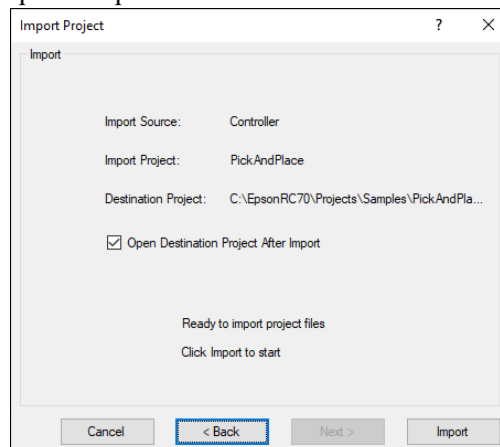 Import Project ? ×
Import
Import Source: Controller
Import Project: PickAndPlace
Destination Project: C:\EpsonRC70\Projects\Samples\PickAndPla...
Open Destination Project After Import
Ready to import project files
Click Import to start
Cancel < Back Next > Import